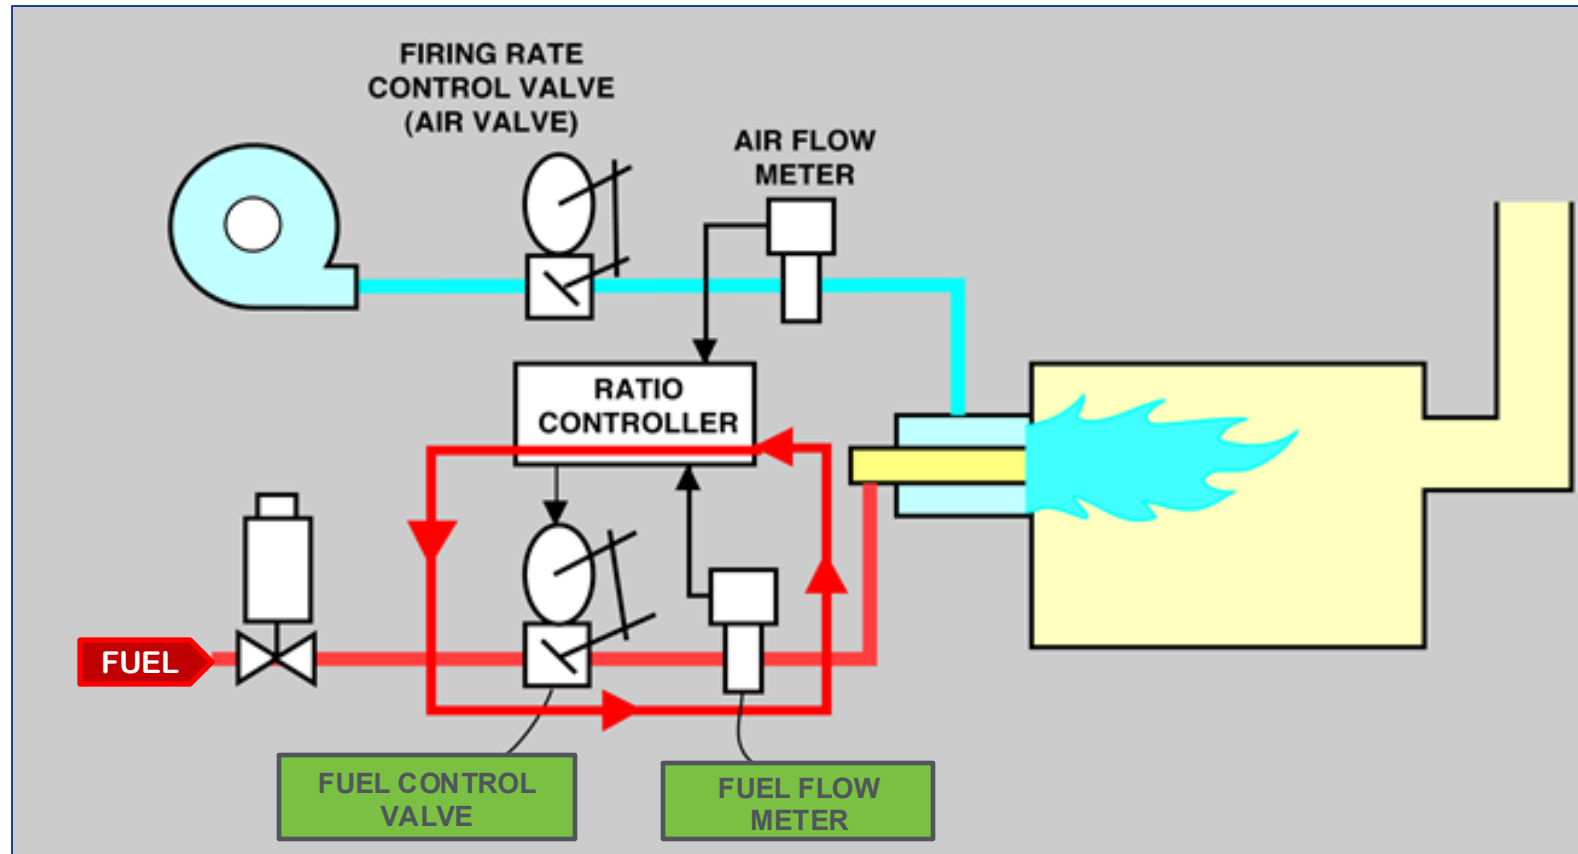 FIRING RATE
CONTROL VALVE
(AIR VALVE)
AIR FLOW
METER
RATIO
CONTROLLER
FUEL
FUEL CONTROL
VALVE
FUEL FLOW
METER